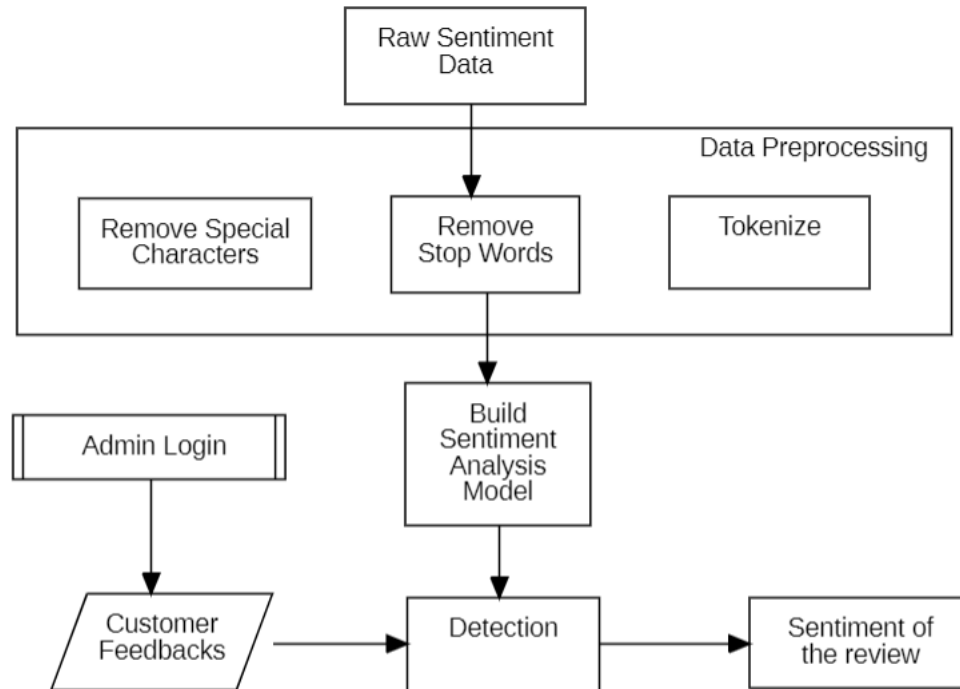 Raw Sentiment
Data
Data Preprocessing
Remove Special
Characters
Remove
Stop Words
Tokenize
Build
Sentiment
Analysis
Model
Admin Login
Customer
Feedbacks
Detection
Sentiment of
the review